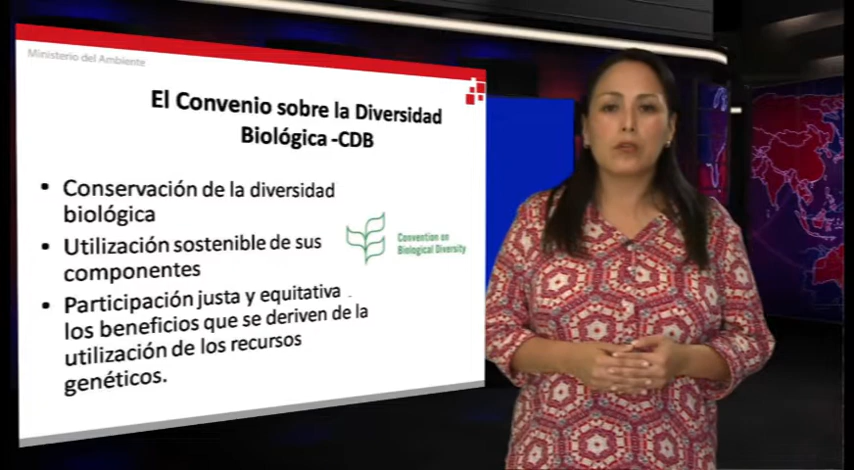 Ministerio del Ambiente
El Convenio sobre la Diversidad
Biológica -CDB
• Conservación de la diversidad
biológica
• Utilización sostenible de sus
componentes
Convention on
Biological Diversity
• Participación justa y equitativa
los beneficios que se deriven de la
utilización de los recursos
genéticos.